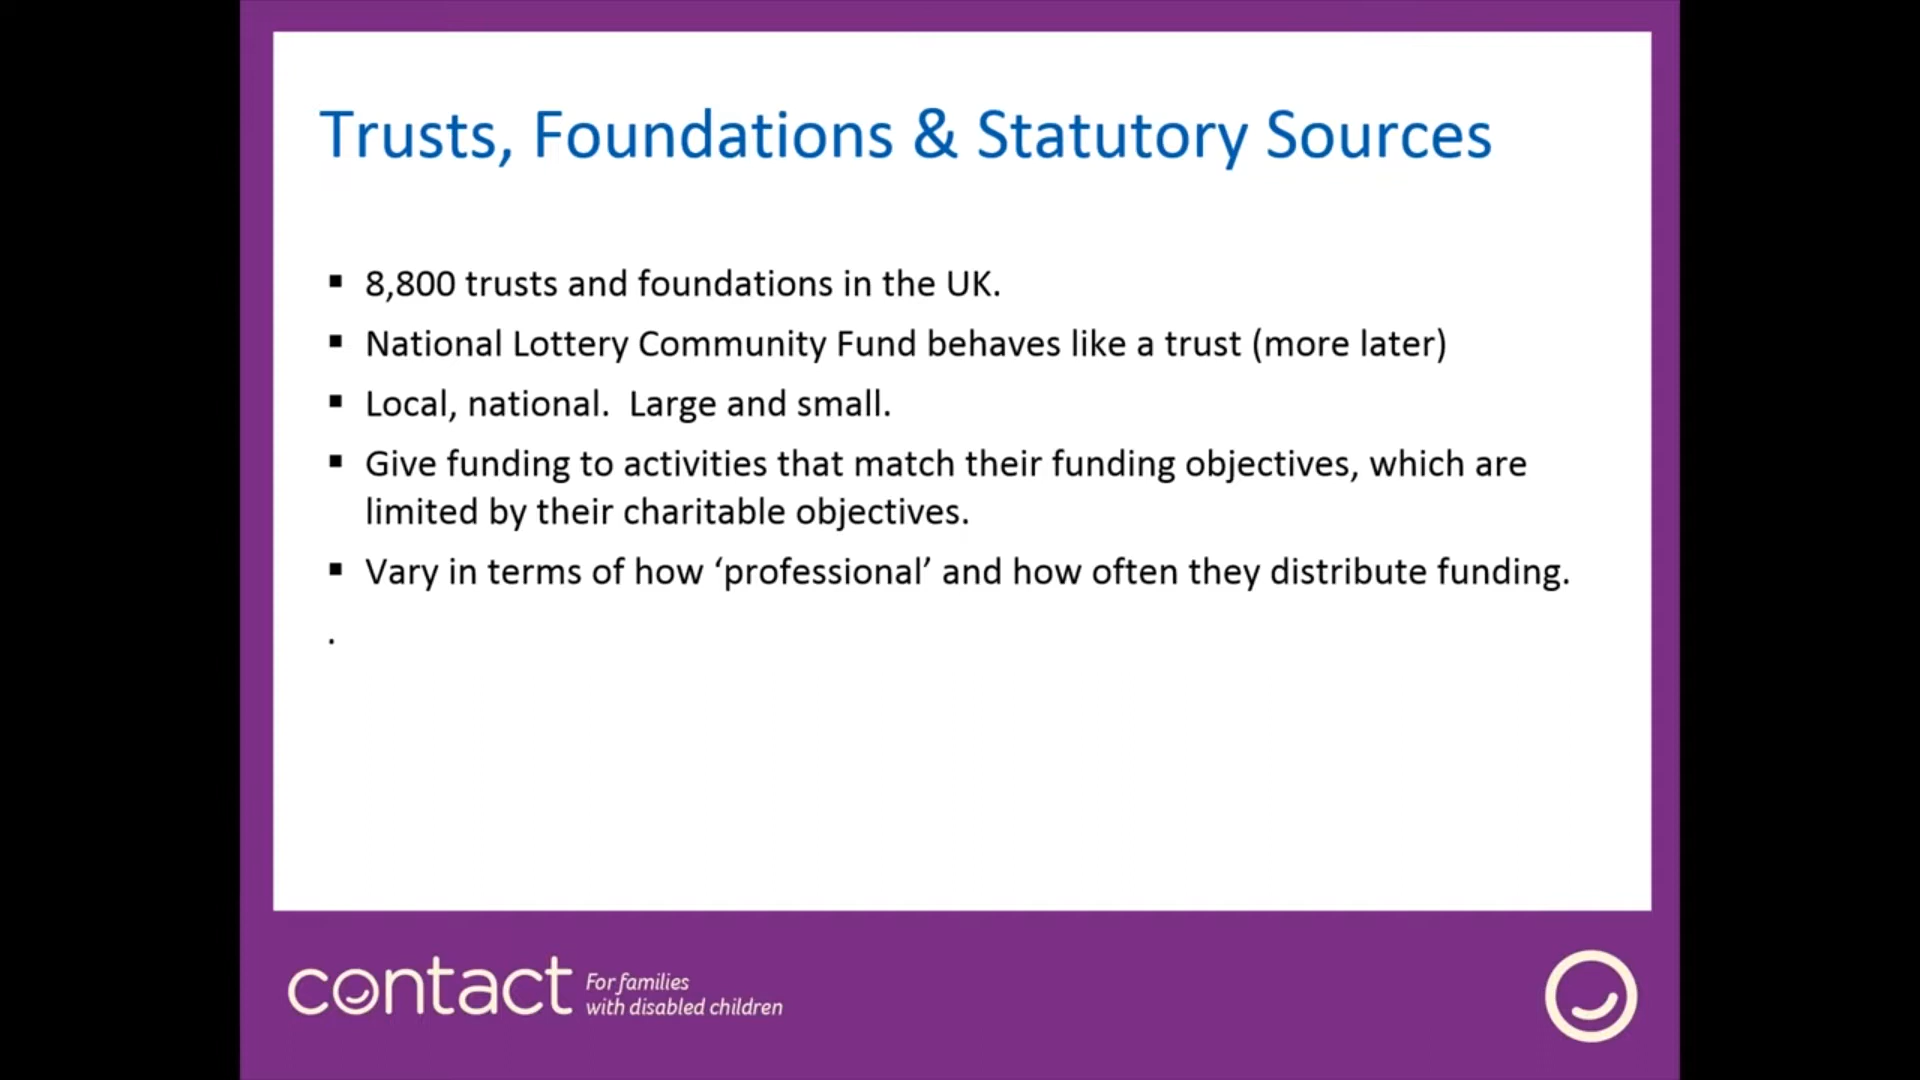 Trusts, Foundations & Statutory Sources
▪ 8,800 trusts and foundations in the UK.
▪ National Lottery Community Fund behaves like a trust (more later)
▪ Local, national.  Large and small.
▪ Give funding to activities that match their funding objectives, which are
limited by their charitable objectives.
▪ Vary in terms of how ‘professional’ and how often they distribute funding.
.
contact
For families
with disabled children